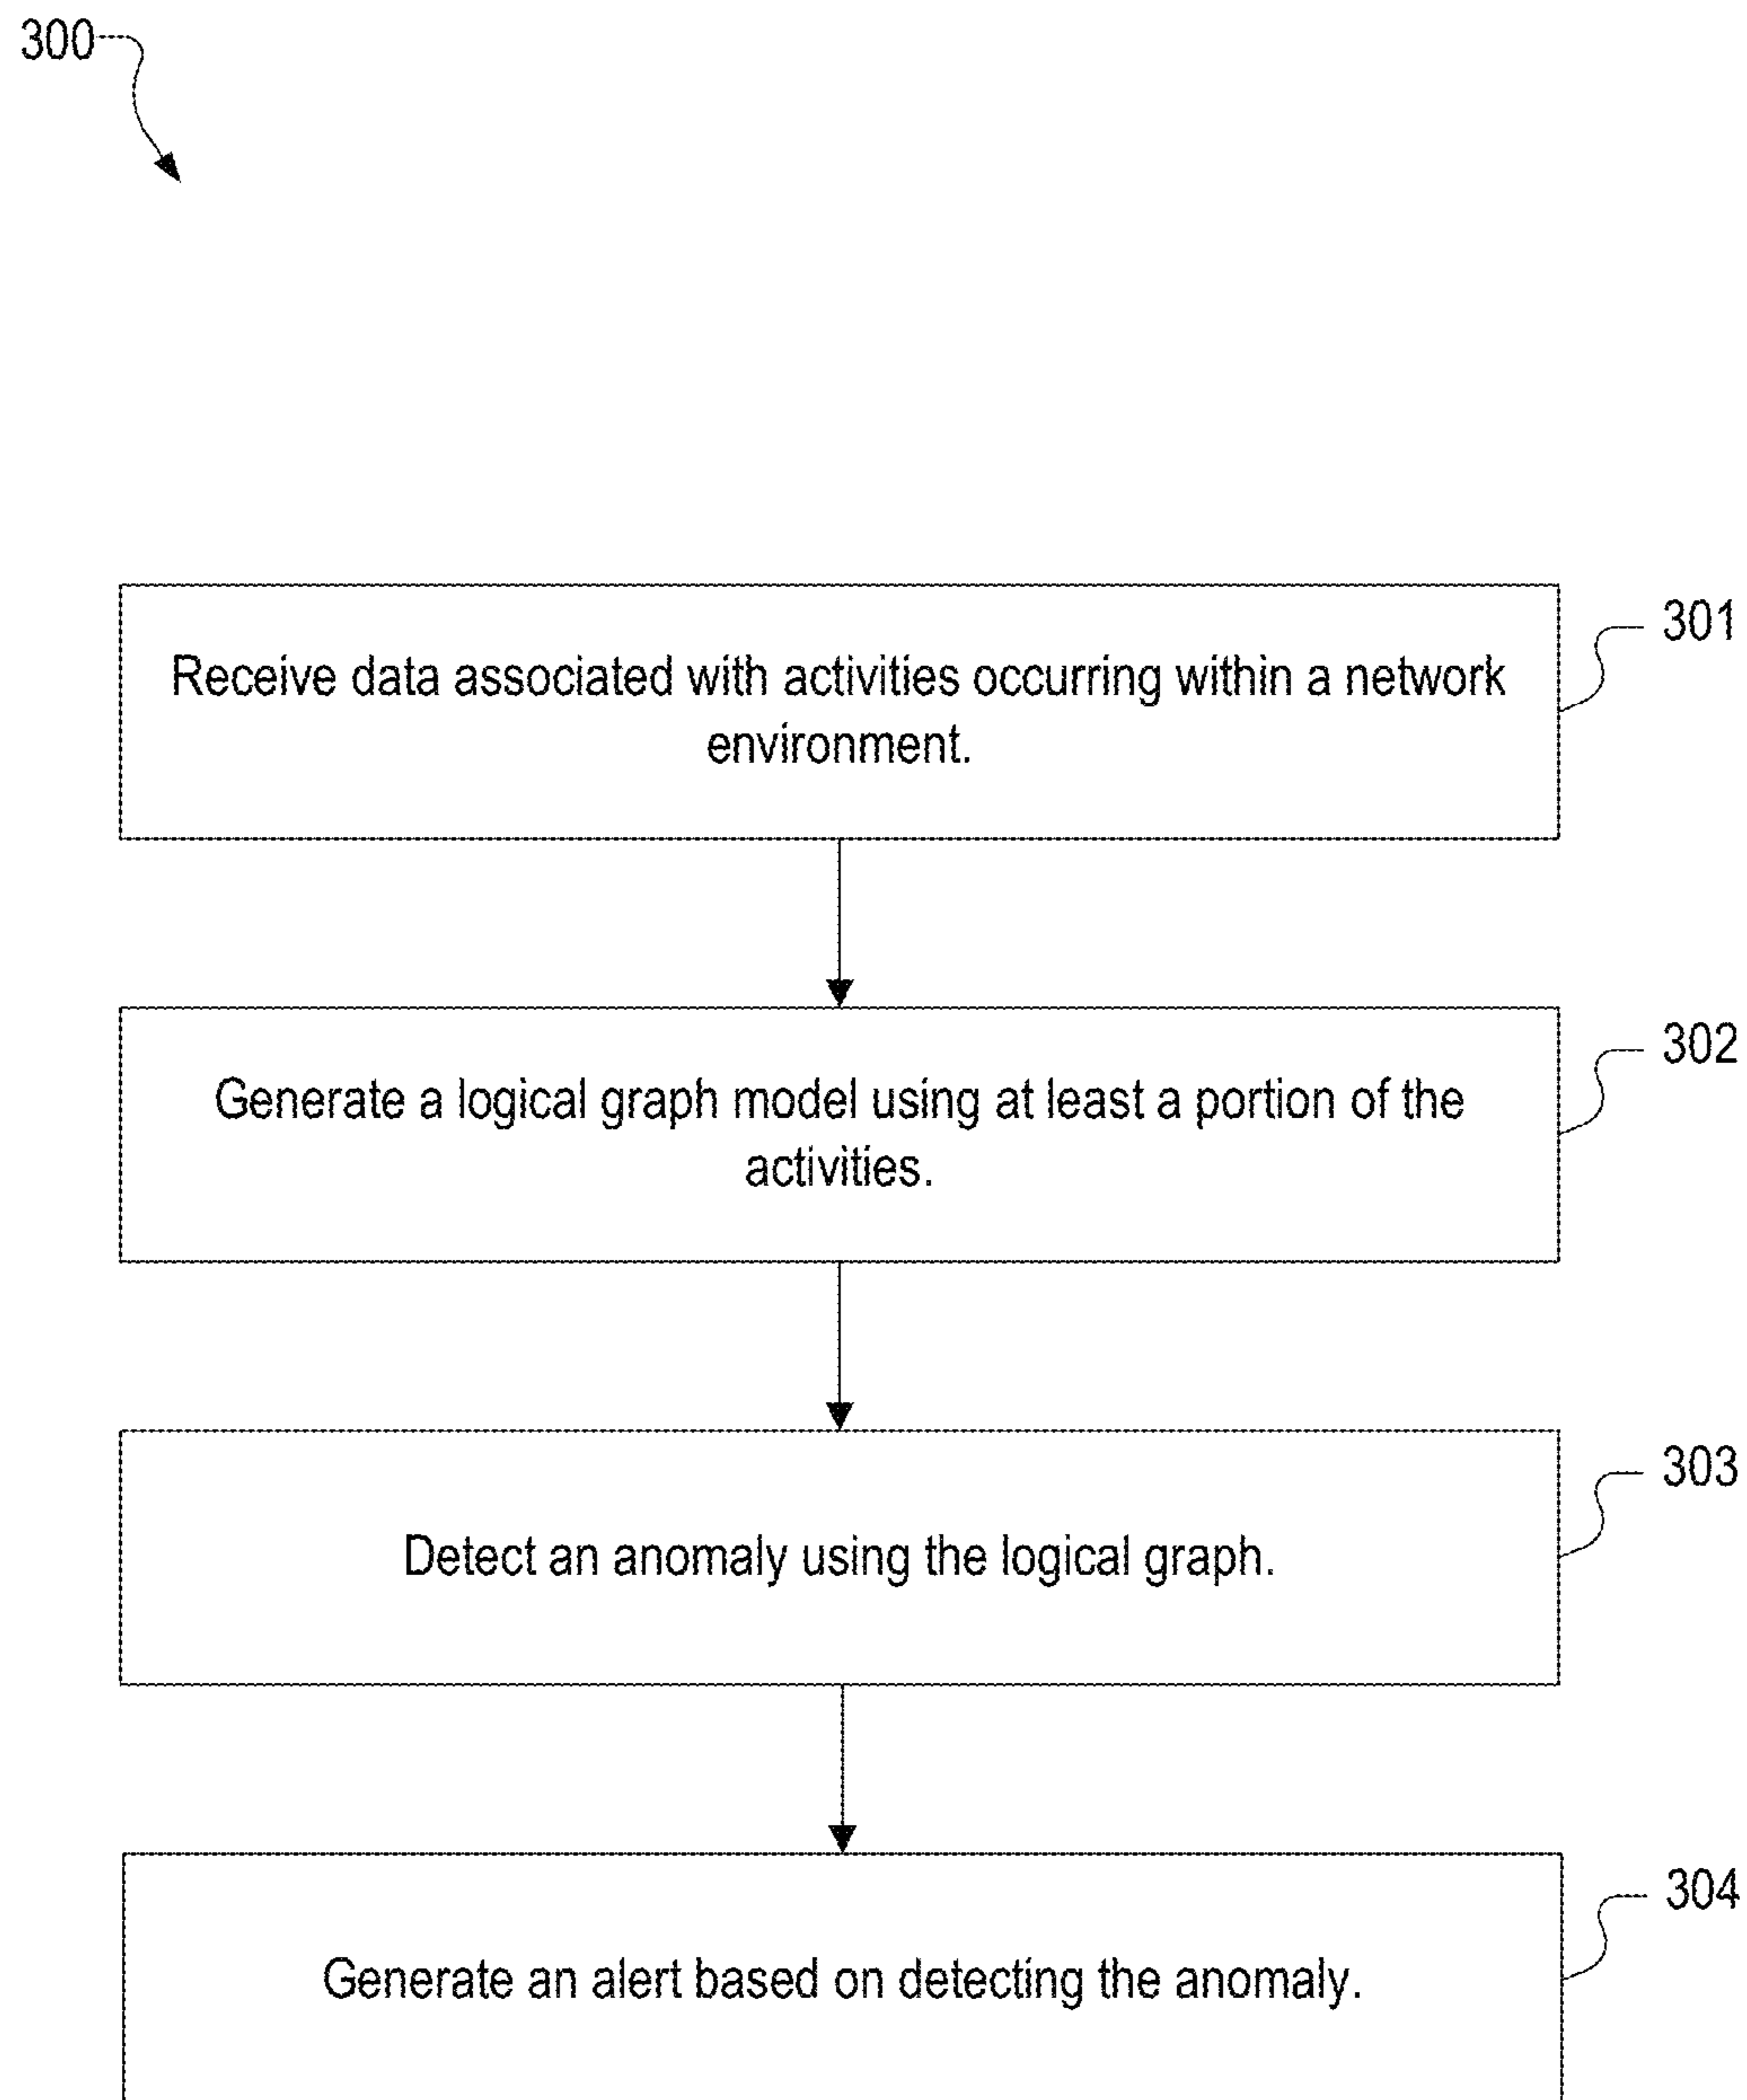 300
Receive data associated with activities occurring within a network
environment.
301
Generate a logical graph model using at least a portion of the
activities.
302
Detect an anomaly using the logical graph.
303
Generate an alert based on detecting the anomaly.
304